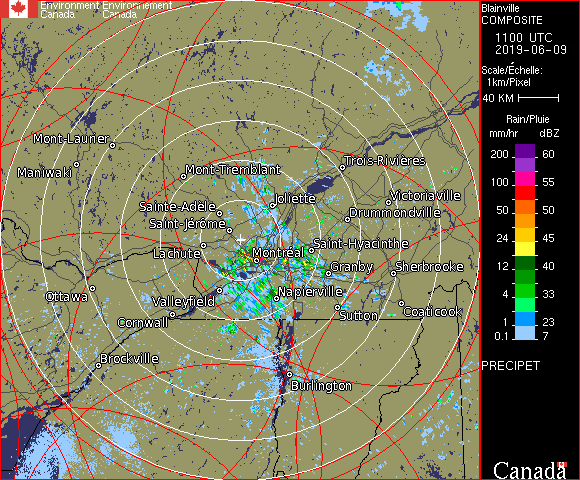 Environment Environnement
Canada Canada
Blainville
COMPOSITE
1100 UTC
2019-06-09
Scale/Échelle:
1km/Pixel
40 KM
Rain/Pluie
mm/hr dBZ
200 60
100 55
50 50
24 45
12 40
4 33
1 23
0.1 7
PRECIPET
Canada
Mont-Laurier
Maniwaki
Mont-Tremblant
Trois-Rivières
Joliette
Victoriaville
Sainte-Adèle
Drummondville
Saint-Jérôme
Saint-Hyacinthe
Lachute
Montréal
Granby
Sherbrooke
Ottawa
Napierville
Valleyfield
Coaticook
Sutton
Cornwall
Brockville
Burlington